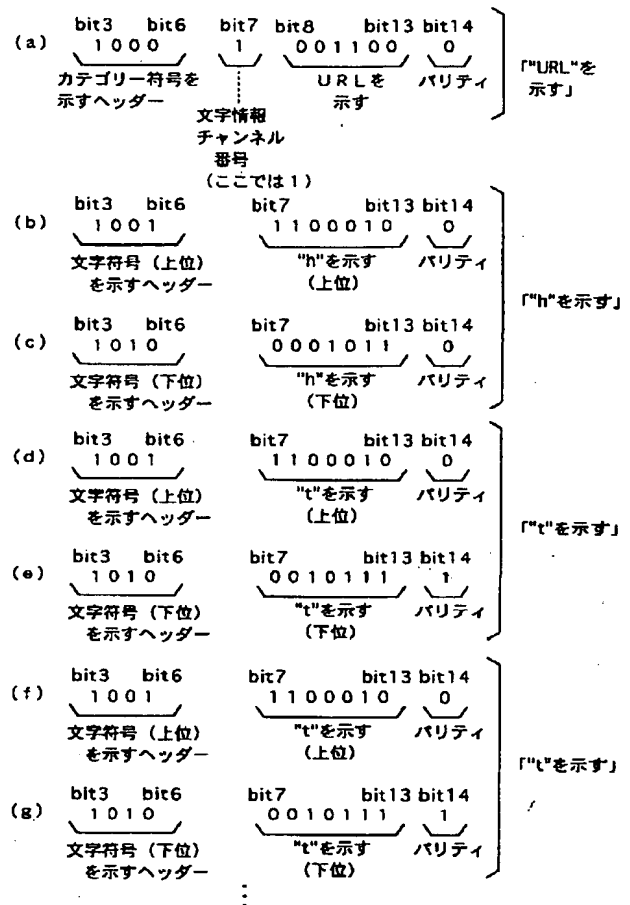 (a) bit3 bit6 bit7 bit8 bit13 bit14
1000 1 001100 0
カテゴリー符号を URLを パリティ
示すヘッダー 示す
「"URL"を
示す」
文字情報
チャンネル
番号
(ここでは1)
bit3 bit6 bit7 bit13 bit14
(b) 1001 1100010 0
文字符号(上位) "h"を示す パリティ
を示すヘッダー (上位)
「"h"を示す」
bit3 bit6 bit7 bit13 bit14
(c) 1010 0001011 0
文字符号(下位) "h"を示す パリティ
を示すヘッダー (下位)
bit3 bit6 bit7 bit13 bit14
(d) 1001 1100010 0
文字符号(上位) "t"を示す パリティ
を示すヘッダー (上位)
「"t"を示す」
bit3 bit6 bit7 bit13 bit14
(e) 1010 0010111 1
文字符号(下位) "t"を示す パリティ
を示すヘッダー (下位)
bit3 bit6 bit7 bit13 bit14
(f) 1001 1100010 0
文字符号(上位) "t"を示す パリティ
を示すヘッダー (上位)
「"t"を示す」
bit3 bit6 bit7 bit13 bit14
(g) 1010 0010111 1
文字符号(下位) "t"を示す パリティ
を示すヘッダー (下位)